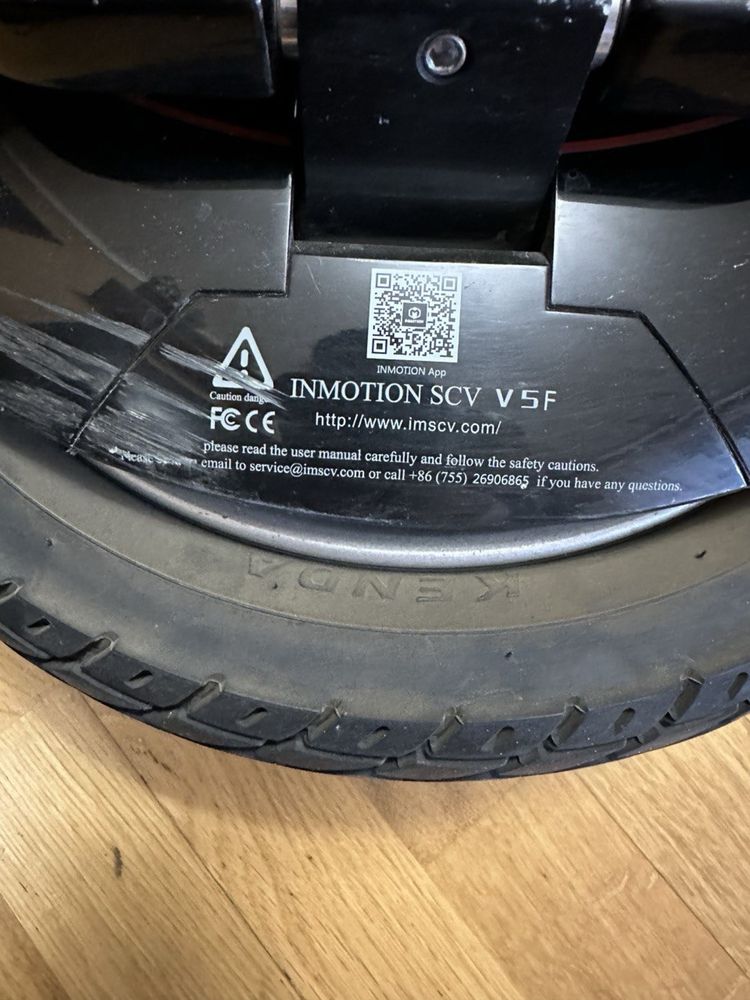 INMOTION App
Caution
INMOTION SCV V5F
FC CE
http://www.imscv.com/
please read the user manual carefully and follow the safety cautions.
Please email to service@imscv.com or call +86 (755) 26906865 if you have any questions.
KENDA